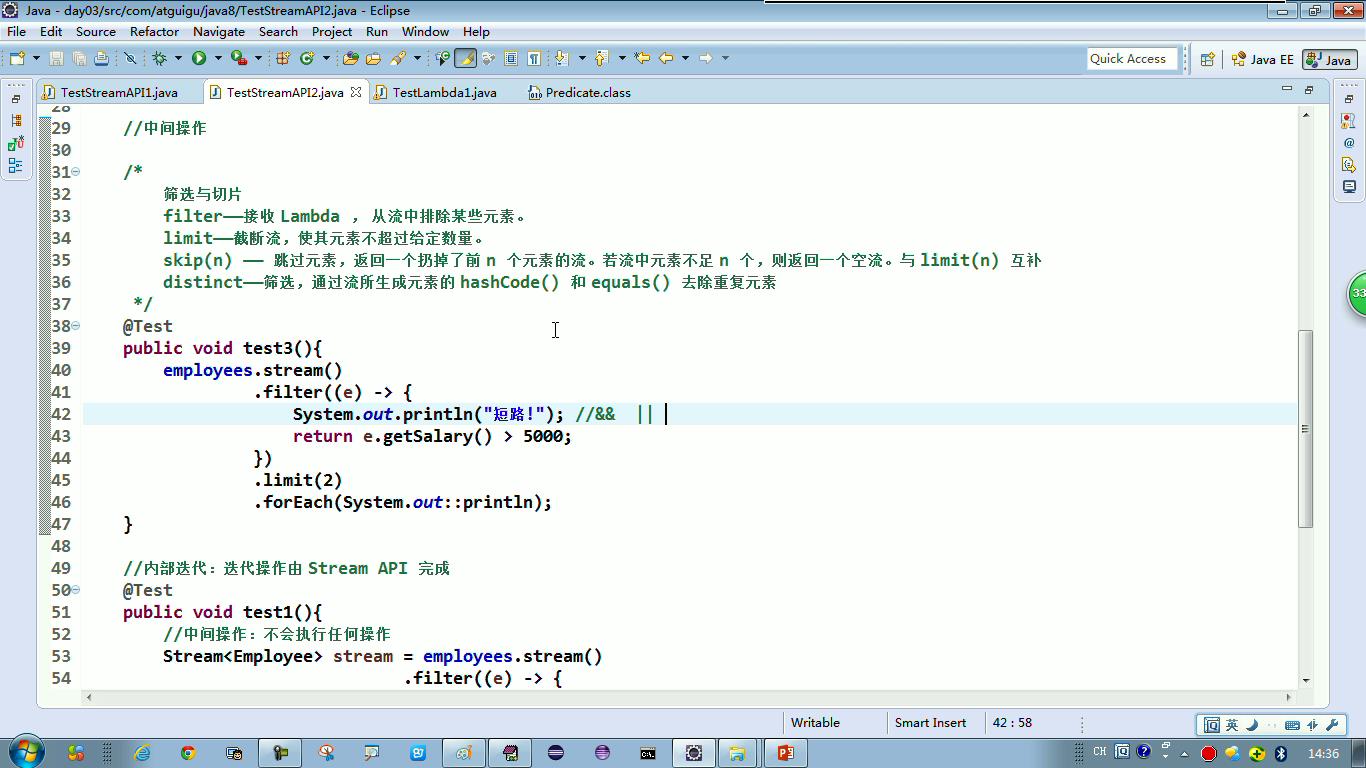 Java - day03/src/com/atguigu/java8/TestStreamAPI2.java - Eclipse
File Edit Source Refactor Navigate Search Project Run Window Help
Quick Access Java EE Java
TestStreamAPI1.java TestStreamAPI2.java TestLambda1.java Predicate.class
28
29 //中间操作
30
31 /*
32 筛选与切片
33 filter——接收 Lambda ， 从流中排除某些元素。
34 limit——截断流，使其元素不超过给定数量。
35 skip(n) —— 跳过元素，返回一个扔掉了前 n 个元素的流。若流中元素不足 n 个，则返回一个空流。与 limit(n) 互补
36 distinct——筛选，通过流所生成元素的 hashCode() 和 equals() 去除重复元素
37 */
38 @Test
39 public void test3(){
40 employees.stream()
41 .filter((e) -> {
42 System.out.println("短路!"); //&& ||
43 return e.getSalary() > 5000;
44 })
45 .limit(2)
46 .forEach(System.out::println);
47 }
48
49 //内部迭代：迭代操作由 Stream API 完成
50 @Test
51 public void test1(){
52 //中间操作：不会执行任何操作
53 Stream<Employee> stream = employees.stream()
54 .filter((e) -> {
33
Writable Smart Insert 42 : 58
英
CH 14:36